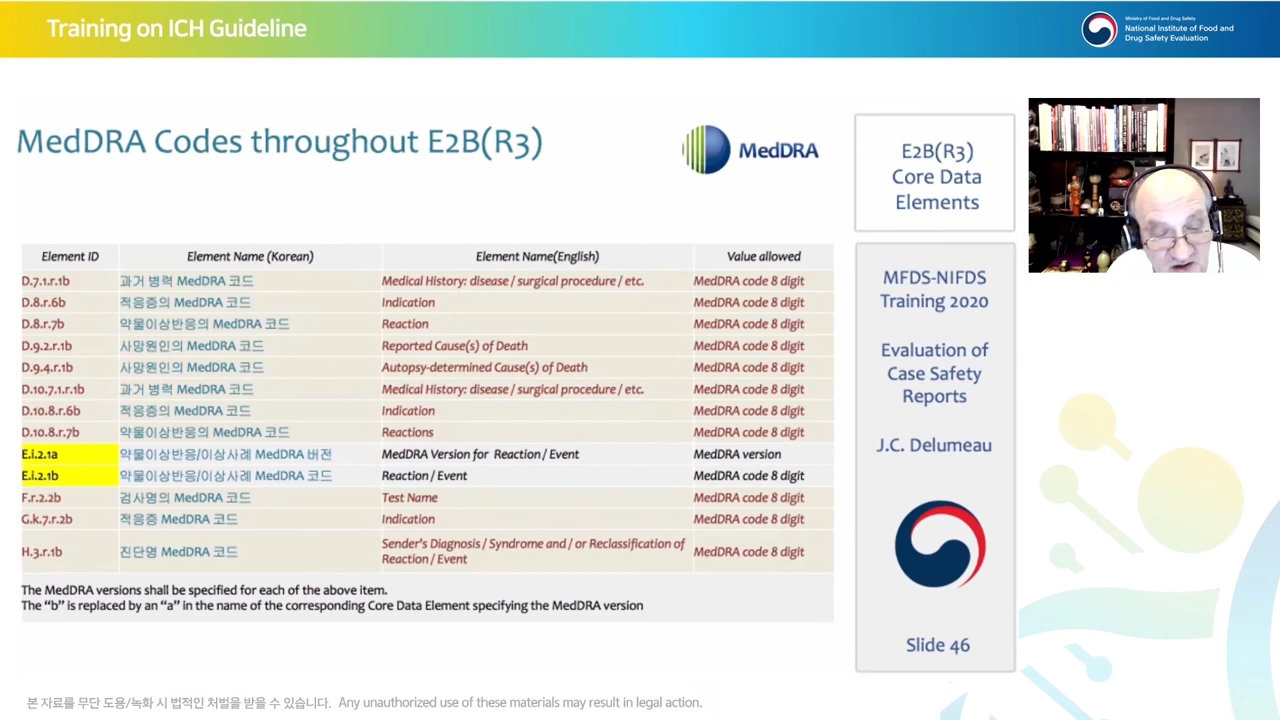 Training on ICH Guideline
Ministry of Food and Drug Safety
National Institute of Food and
Drug Safety Evaluation
MedDRA Codes throughout E2B(R3)
MedDRA
E2B(R3)
Core Data
Elements
Element ID Element Name (Korean) Element Name(English) Value allowed
D.7.1.r.1b 과거 병력 MedDRA 코드 Medical History: disease / surgical procedure / etc. MedDRA code 8 digit
D.8.r.6b 적응증의 MedDRA 코드 Indication MedDRA code 8 digit
D.8.r.7b 약물이상반응의 MedDRA 코드 Reaction MedDRA code 8 digit
D.9.2.r.1b 사망원인의 MedDRA 코드 Reported Cause(s) of Death MedDRA code 8 digit
D.9.4.r.1b 사망원인의 MedDRA 코드 Autopsy-determined Cause(s) of Death MedDRA code 8 digit
D.10.7.1.r.1b 과거 병력 MedDRA 코드 Medical History: disease / surgical procedure / etc. MedDRA code 8 digit
D.10.8.r.6b 적응증의 MedDRA 코드 Indication MedDRA code 8 digit
D.10.8.r.7b 약물이상반응의 MedDRA 코드 Reactions MedDRA code 8 digit
E.i.2.1a 약물이상반응/이상사례 MedDRA 버전 MedDRA Version for Reaction / Event MedDRA version
E.i.2.1b 약물이상반응/이상사례 MedDRA 코드 Reaction / Event MedDRA code 8 digit
F.r.2.2b 검사명의 MedDRA 코드 Test Name MedDRA code 8 digit
G.k.7.r.2b 적응증 MedDRA 코드 Indication MedDRA code 8 digit
H.3.r.1b 진단명 MedDRA 코드 Sender's Diagnosis / Syndrome and / or Reclassification of MedDRA code 8 digit
Reaction / Event
The MedDRA versions shall be specified for each of the above item.
The “b” is replaced by an “a” in the name of the corresponding Core Data Element specifying the MedDRA version
MFDS-NIFDS
Training 2020
Evaluation of
Case Safety
Reports
J.C. Delumeau
Slide 46
본 자료를 무단 도용/녹화 시 법적인 처벌을 받을 수 있습니다. Any unauthorized use of these materials may result in legal action.